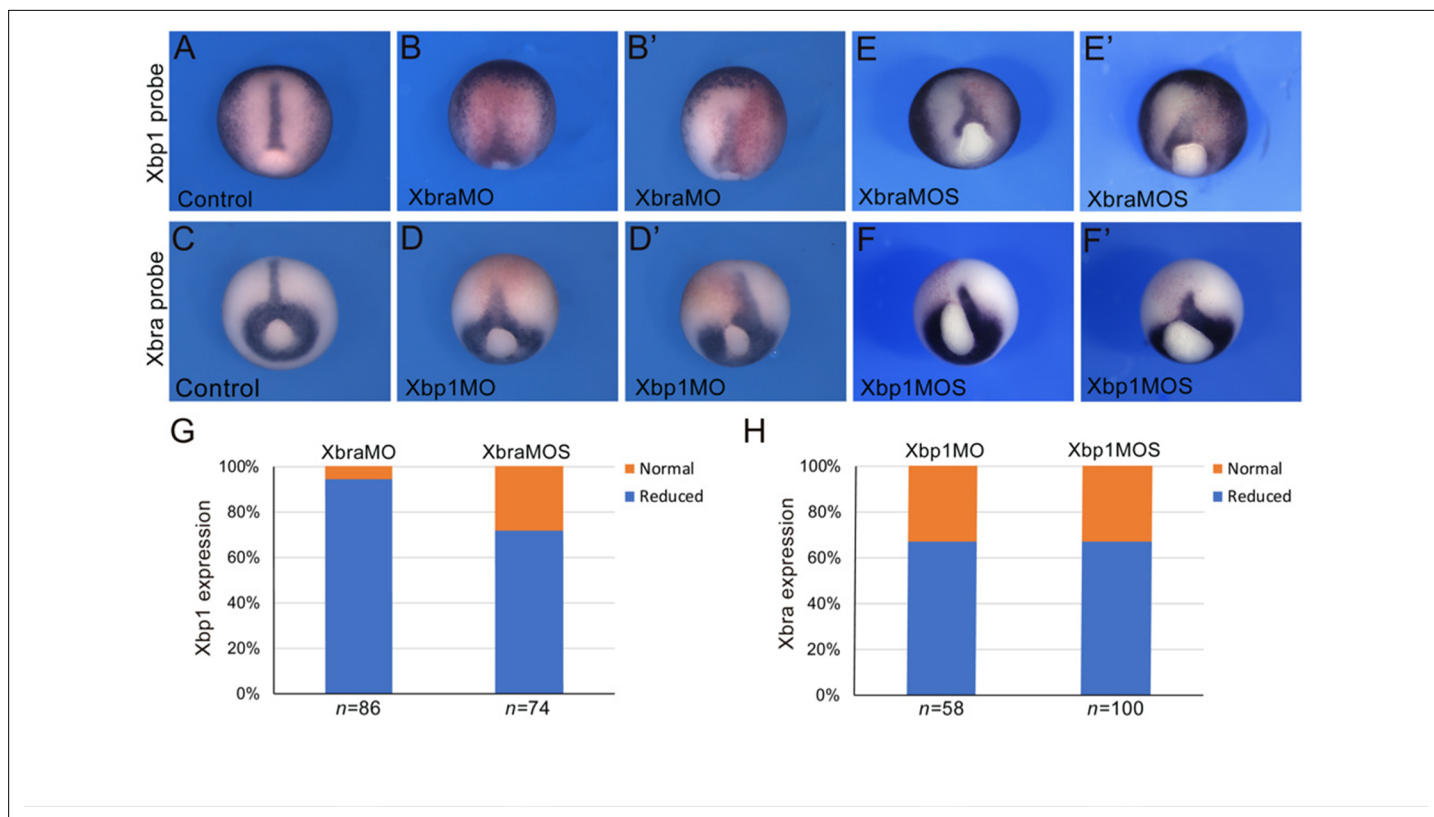 A B B' E E'
Xbp1 probe
Control XbraMO XbraMO XbraMOS XbraMOS
C D D' F F'
Xbra probe
Control Xbp1MO Xbp1MO Xbp1MOS Xbp1MOS
G
XbraMO XbraMOS
100%
80%
60%
40%
20%
0%
Xbp1 expression
n=86 n=74
Normal
Reduced
H
Xbp1MO Xbp1MOS
100%
80%
60%
40%
20%
0%
Xbra expression
n=58 n=100
Normal
Reduced